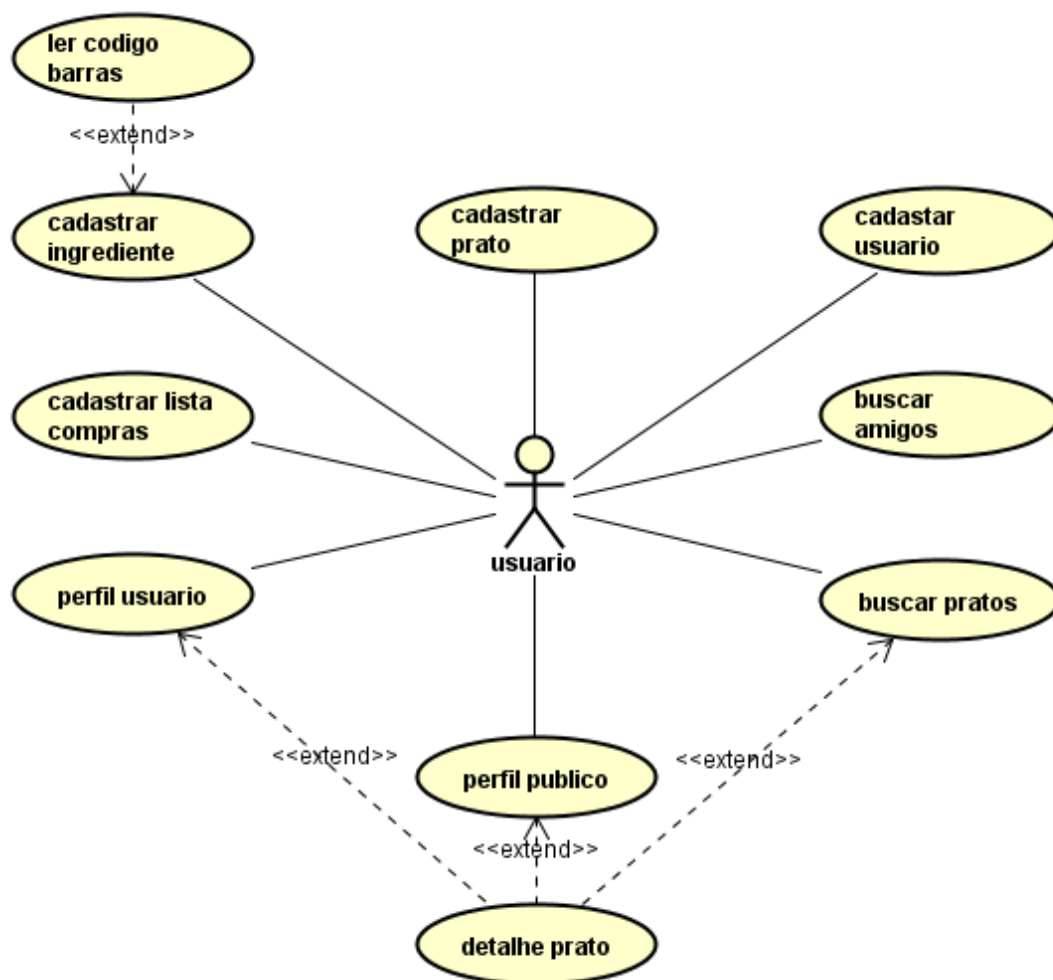 ler codigo
barras
<<extend>>
cadastrar
ingrediente
cadastrar
prato
cadastar
usuario
cadastrar lista
compras
buscar
amigos
usuario
perfil usuario
buscar pratos
<<extend>>
perfil publico
<<extend>>
<<extend>>
detalhe prato